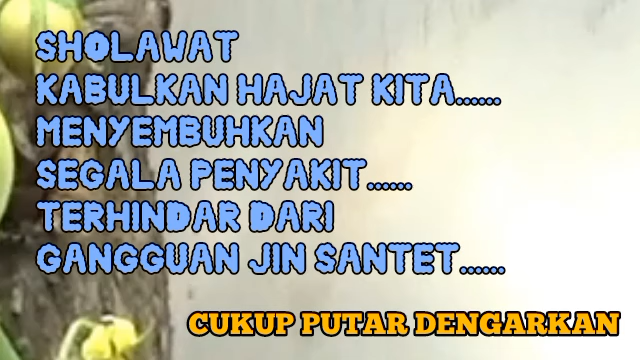 SHOLAWAT
KABULKAN HAJAT KITA......
MENYEMBUHKAN
SEGALA PENYAKIT......
TERHINDAR DARI
GANGGUAN JIN SANTET......
CUKUP PUTAR DENGARKAN